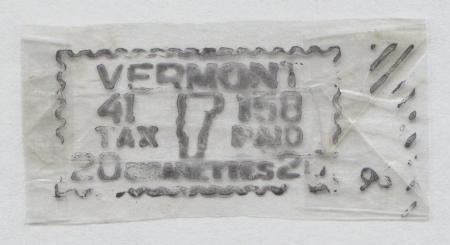 VERMONT
41 158
TAX PAID
20 CIGARETTES 20